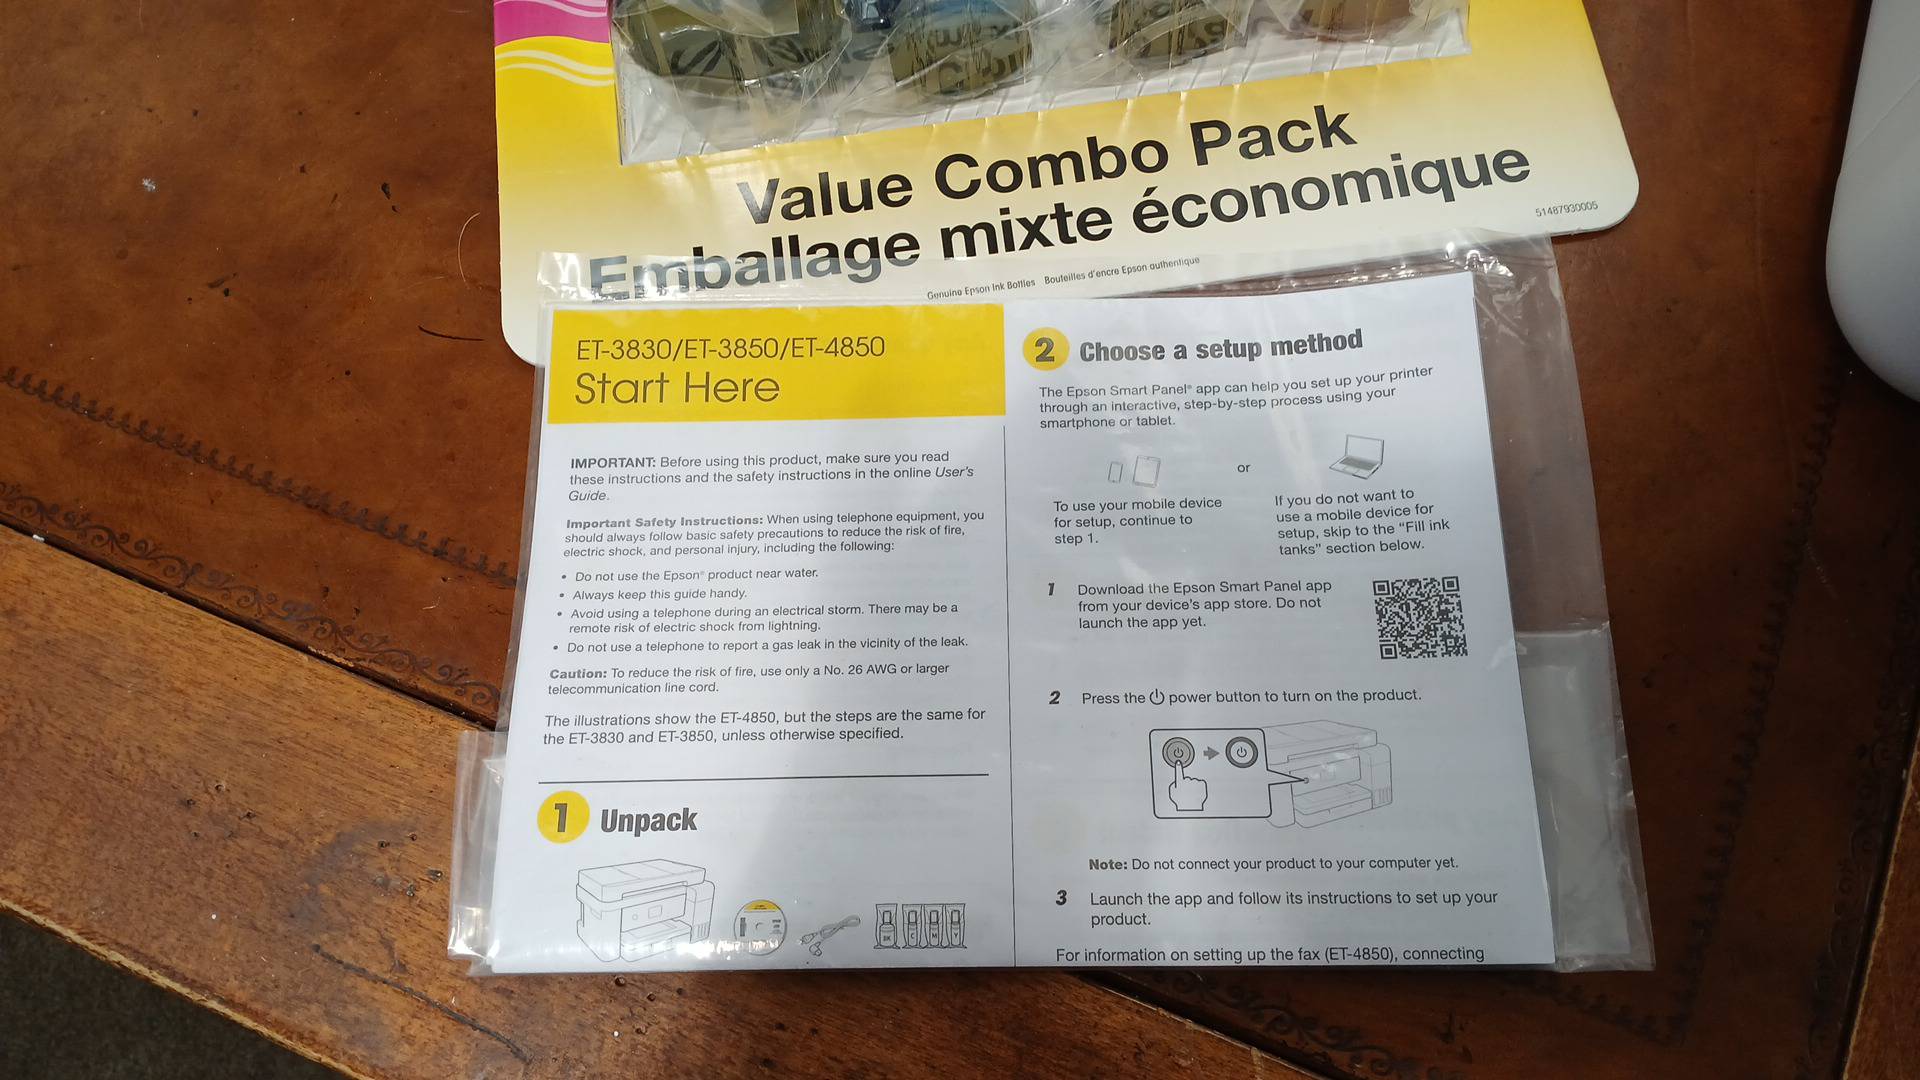 Value Combo Pack
Emballage mixte économique
51487930005
Genuine Epson Ink Bottles Bouteilles d'encre Epson authentique
ET-3830/ET-3850/ET-4850
Start Here
IMPORTANT: Before using this product, make sure you read
these instructions and the safety instructions in the online User's
Guide.
Important Safety Instructions: When using telephone equipment, you
should always follow basic safety precautions to reduce the risk of fire,
electric shock, and personal injury, including the following:
• Do not use the Epson® product near water.
• Always keep this guide handy.
• Avoid using a telephone during an electrical storm. There may be a
remote risk of electric shock from lightning.
• Do not use a telephone to report a gas leak in the vicinity of the leak.
Caution: To reduce the risk of fire, use only a No. 26 AWG or larger
telecommunication line cord.
The illustrations show the ET-4850, but the steps are the same for
the ET-3830 and ET-3850, unless otherwise specified.
1 Unpack
BK C M Y
2 Choose a setup method
The Epson Smart Panel® app can help you set up your printer
through an interactive, step-by-step process using your
smartphone or tablet.
or
To use your mobile device
for setup, continue to
step 1.
If you do not want to
use a mobile device for
setup, skip to the "Fill ink
tanks" section below.
1 Download the Epson Smart Panel app
from your device's app store. Do not
launch the app yet.
2 Press the power button to turn on the product.
Note: Do not connect your product to your computer yet.
3 Launch the app and follow its instructions to set up your
product.
For information on setting up the fax (ET-4850), connecting